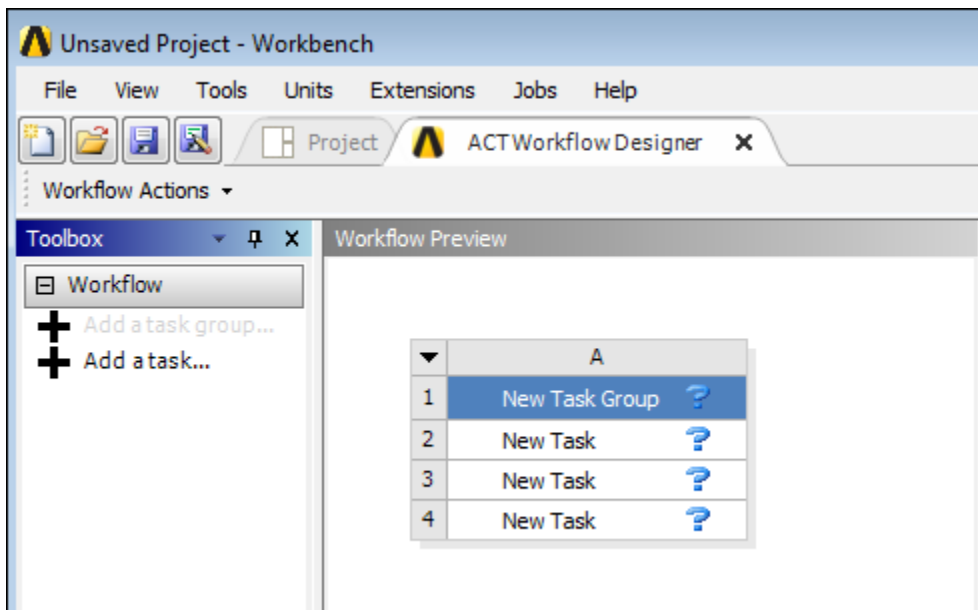 Unsaved Project - Workbench
File View Tools Units Extensions Jobs Help
Project ACT Workflow Designer
Workflow Actions
Toolbox Workflow Preview
Workflow
Add a task group...
Add a task...
A
1 New Task Group ?
2 New Task ?
3 New Task ?
4 New Task ?